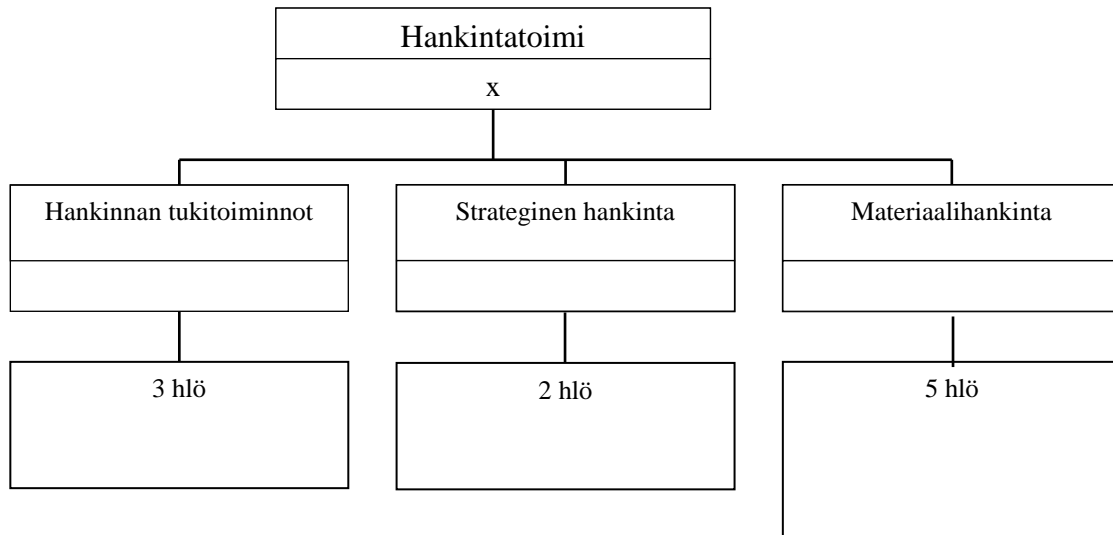 Hankintatoimi
x
Hankinnan tukitoiminnot
Strateginen hankinta
Materiaalihankinta
3 hlö
2 hlö
5 hlö